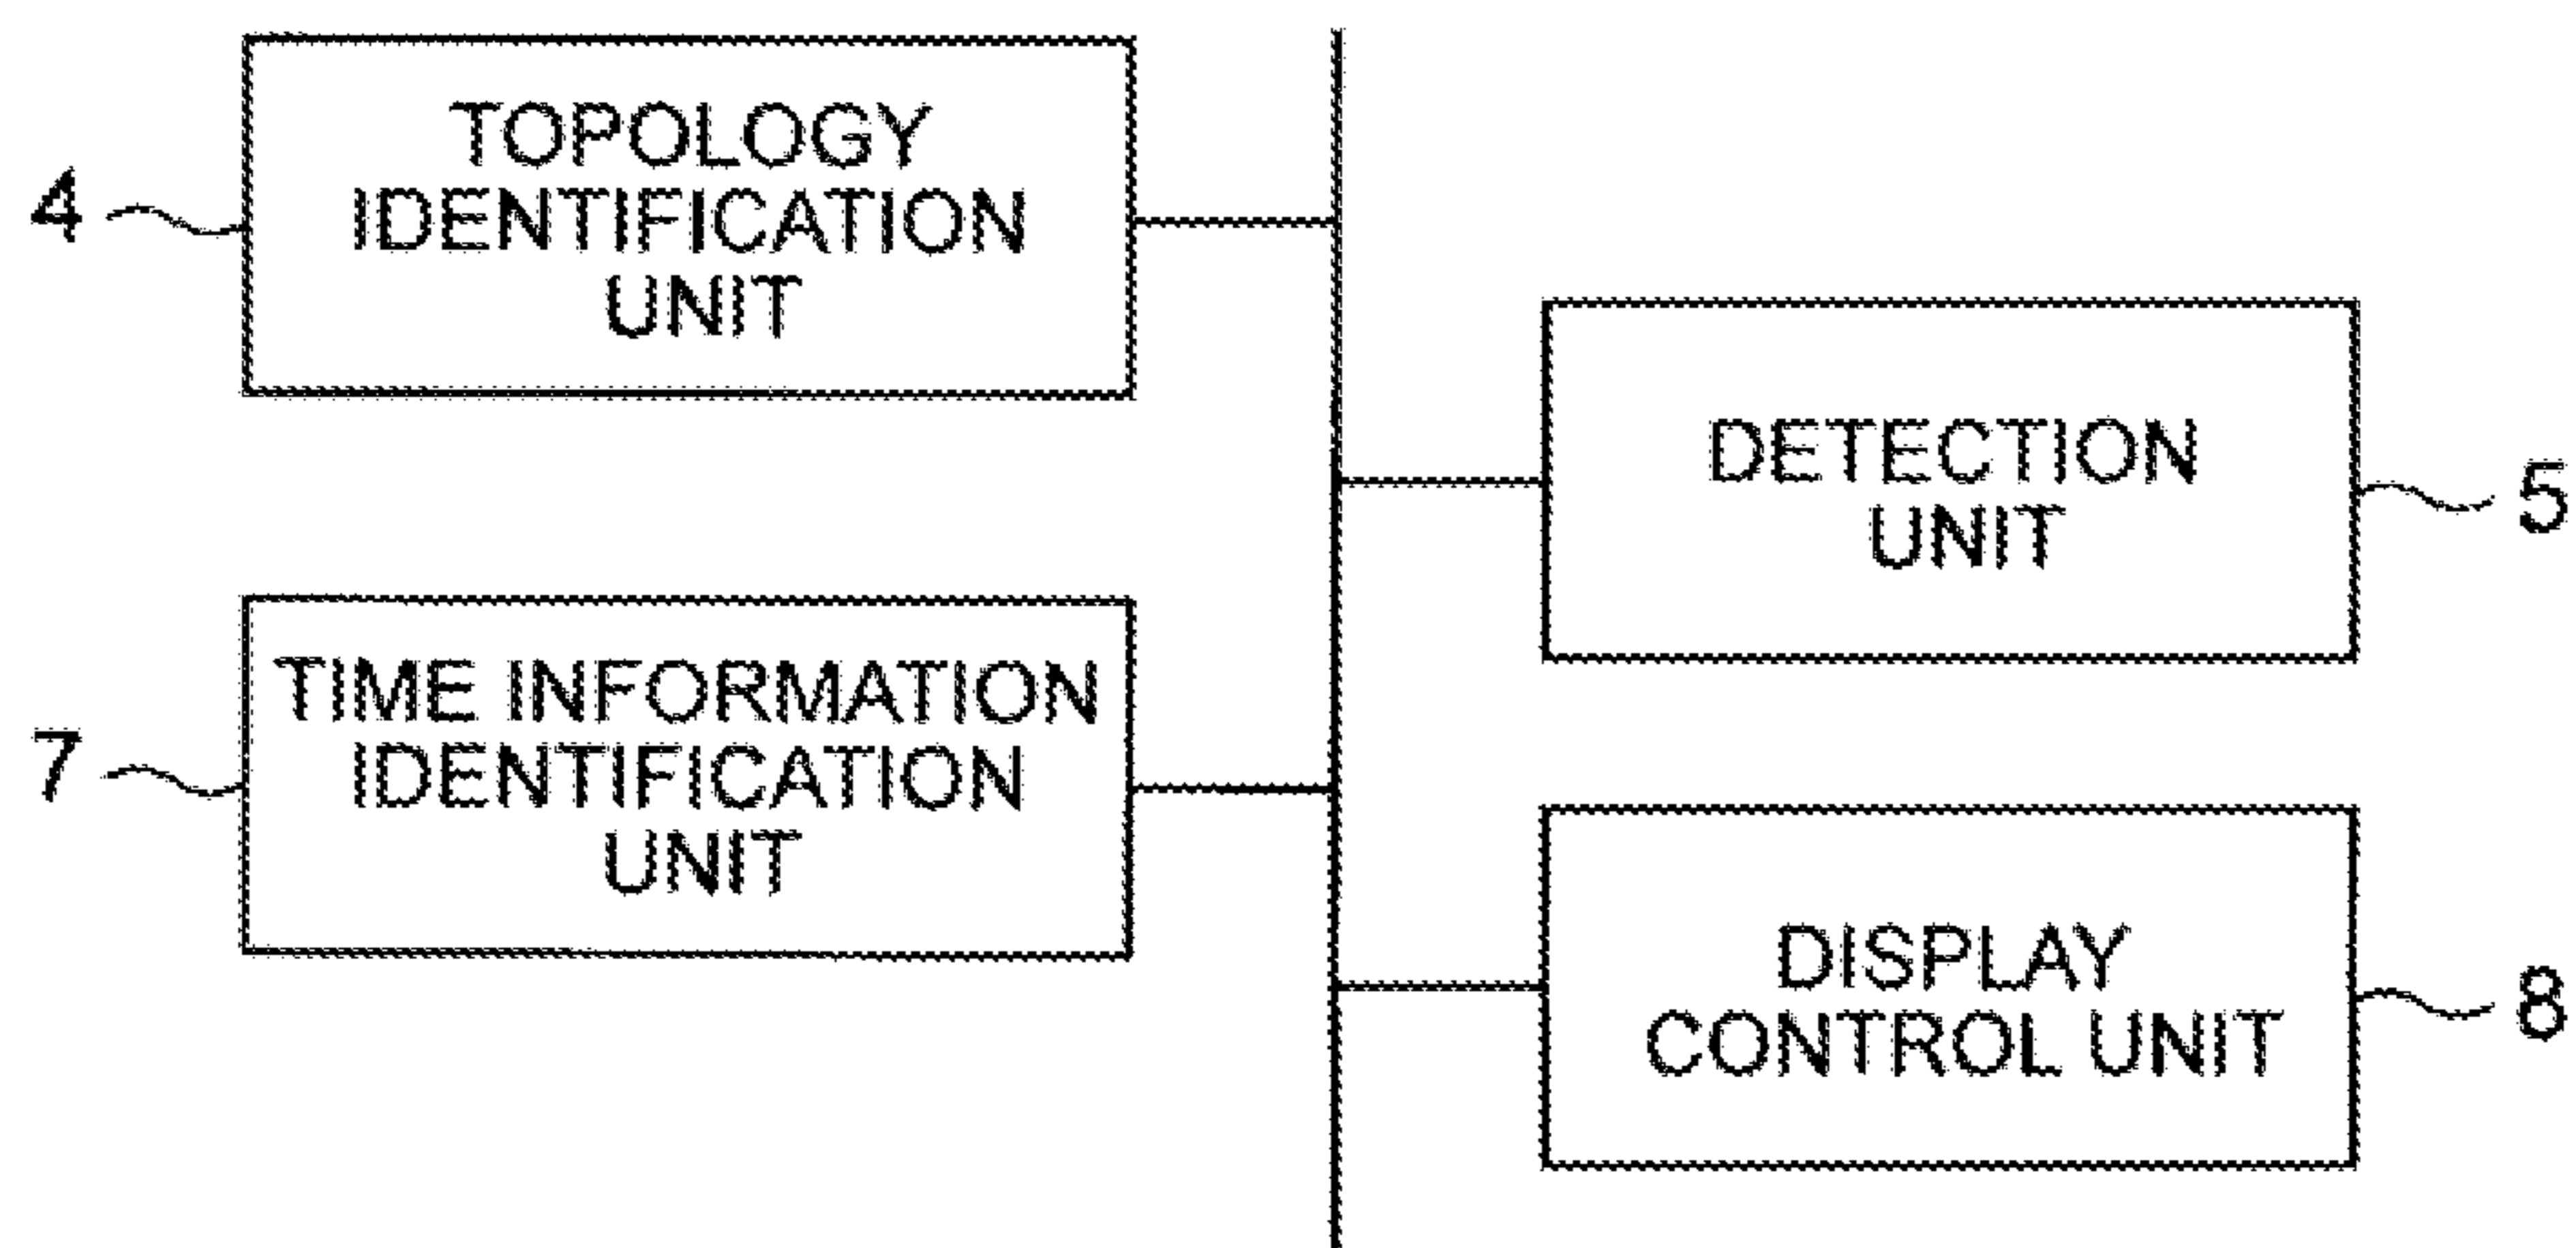 4
TOPOLOGY
IDENTIFICATION
UNIT
DETECTION
UNIT
5
7
TIME INFORMATION
IDENTIFICATION
UNIT
DISPLAY
CONTROL UNIT
8